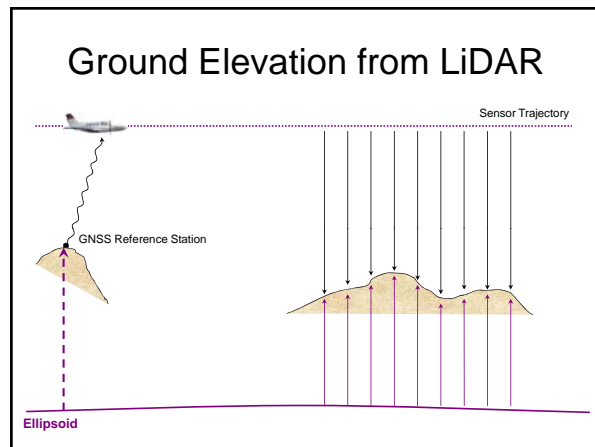 Ground Elevation from LiDAR
Sensor Trajectory
GNSS Reference Station
Ellipsoid